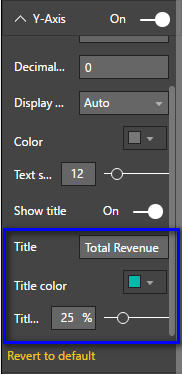 Y-Axis On
Decimal... 0
Display ... Auto
Color
Text s... 12
Show title On
Title Total Revenue
Title color
Titl... 25 %
Revert to default